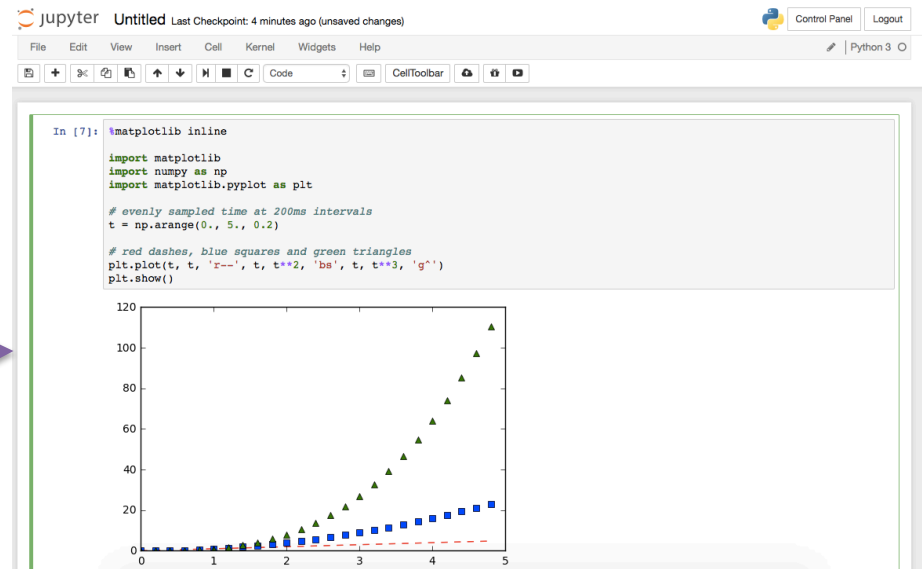 jupyter Untitled Last Checkpoint: 4 minutes ago (unsaved changes) Control Panel Logout
File Edit View Insert Cell Kernel Widgets Help Python 3
Code CellToolbar
In [7]: %matplotlib inline
import matplotlib
import numpy as np
import matplotlib.pyplot as plt
# evenly sampled time at 200ms intervals
t = np.arange(0., 5., 0.2)
# red dashes, blue squares and green triangles
plt.plot(t, t, 'r--', t, t**2, 'bs', t, t**3, 'g^')
plt.show()
120
100
80
60
40
20
0
0 1 2 3 4 5